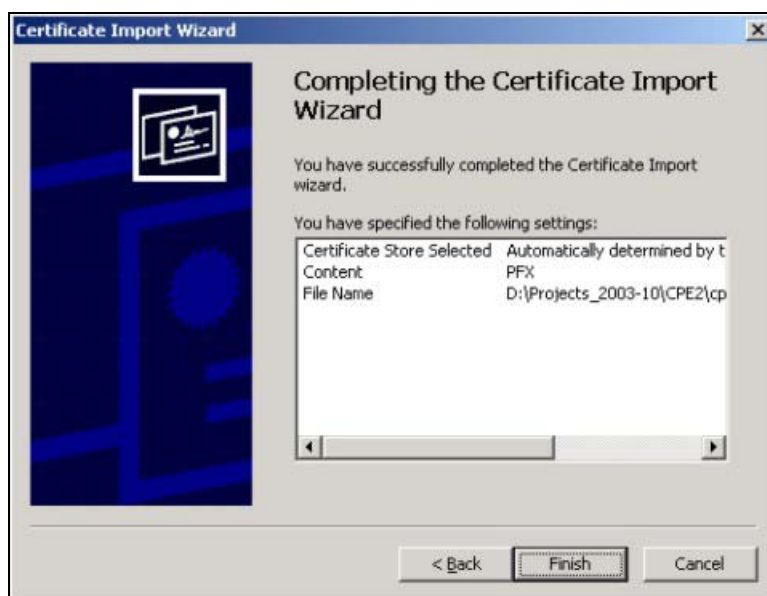 Certificate Import Wizard
Completing the Certificate Import
Wizard
You have successfully completed the Certificate Import
wizard.
You have specified the following settings:
Certificate Store Selected Automatically determined by t
Content PFX
File Name D:\Projects_2003-10\CPE2\cp
< Back Finish Cancel